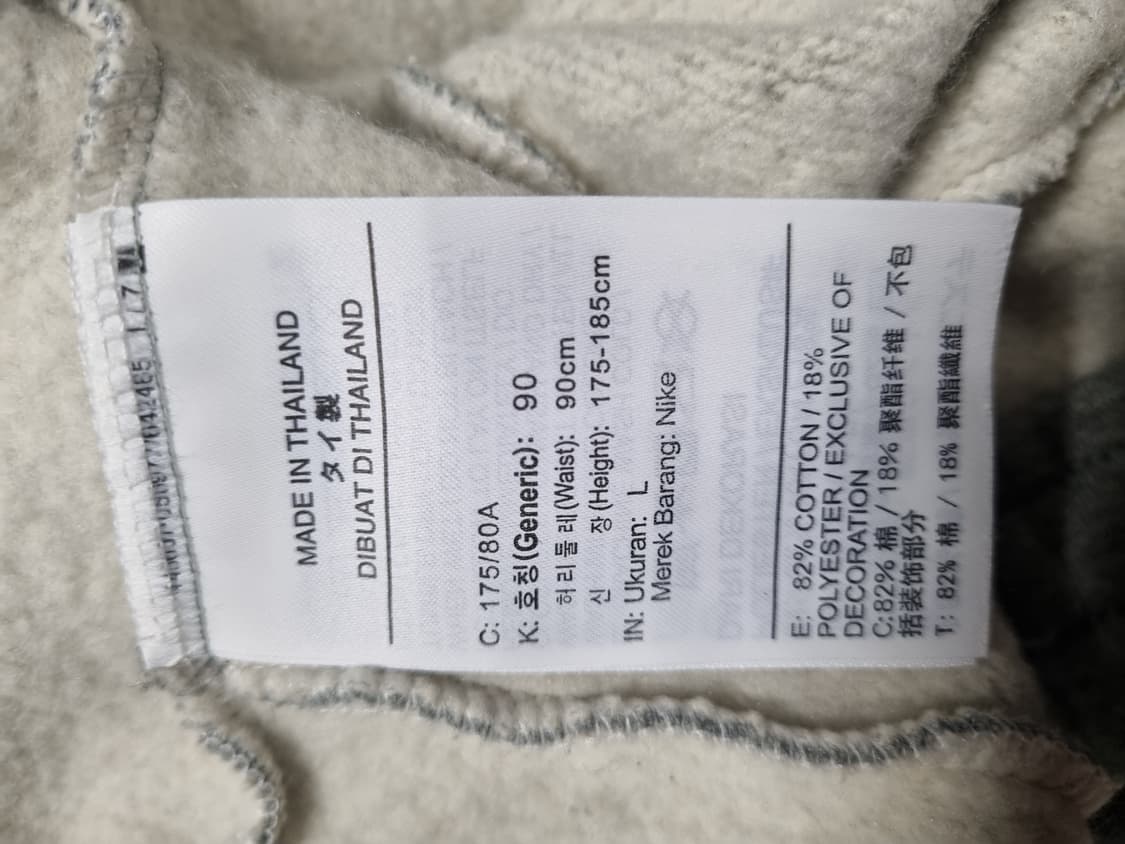 MADE IN THAILAND
タイ製
DIBUAT DI THAILAND
C: 175/80A
K: 호칭(Generic): 90
허리둘레(Waist): 90cm
신 장(Height): 175-185cm
IN: Ukuran: L
Merek Barang: Nike
E: 82% COTTON / 18%
POLYESTER / EXCLUSIVE OF
DECORATION
C:82% 棉 / 18% 聚酯纤维 / 不包
括装饰部分
T: 82% 棉 / 18% 聚酯纖維